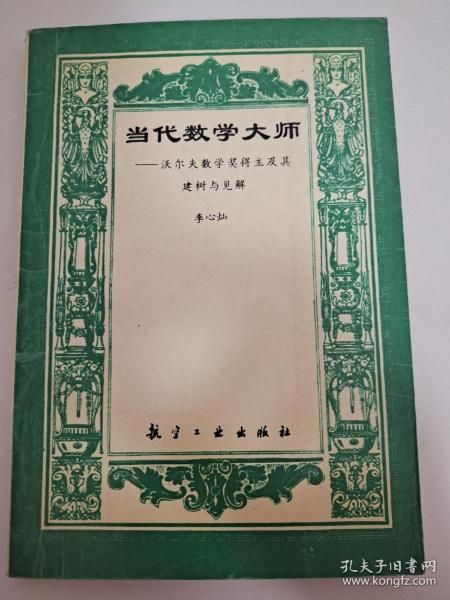 当代数学大师
——沃尔夫数学奖得主及其
建树与见解
李心灿
航空工业出版社
孔夫子旧书网
www.kongfz.com